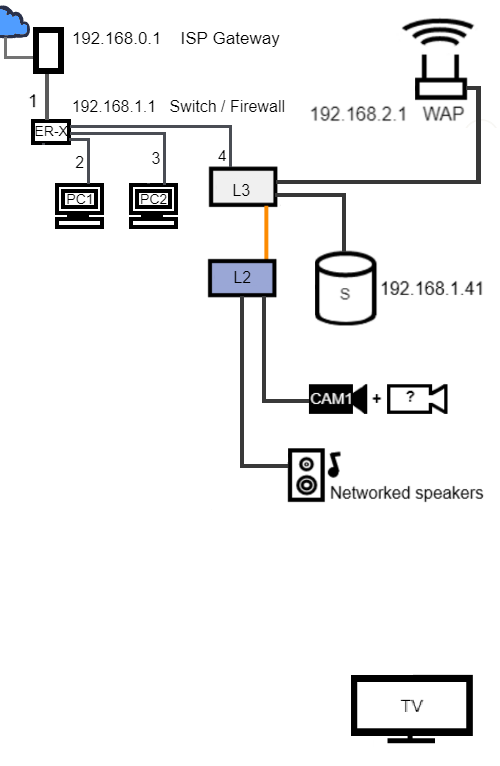 192.168.0.1 ISP Gateway
1
192.168.1.1 Switch / Firewall
192.168.2.1 WAP
ER-X
2
3
4
PC1
PC2
L3
L2
S
192.168.1.41
CAM1 + ?
Networked speakers
TV